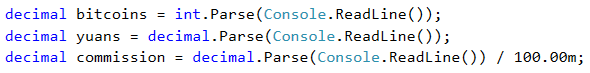 decimal bitcoins = int.Parse(Console.ReadLine());
decimal yuans = decimal.Parse(Console.ReadLine());
decimal commission = decimal.Parse(Console.ReadLine()) / 100.00m;